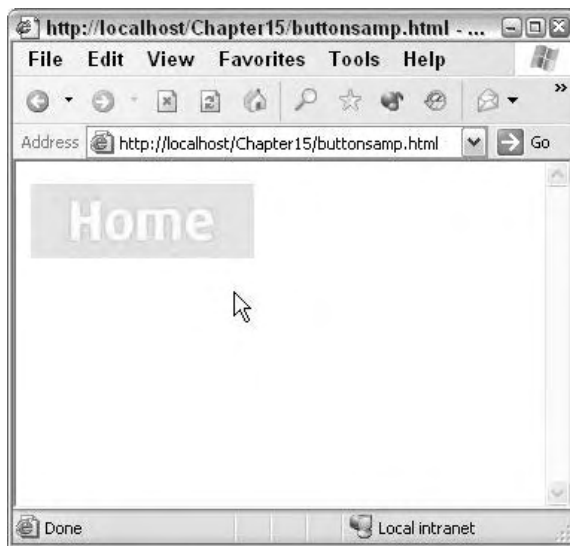 http://localhost/Chapter15/buttonsamp.html - ...
File Edit View Favorites Tools Help
»
Address http://localhost/Chapter15/buttonsamp.html Go
Home
Done Local intranet